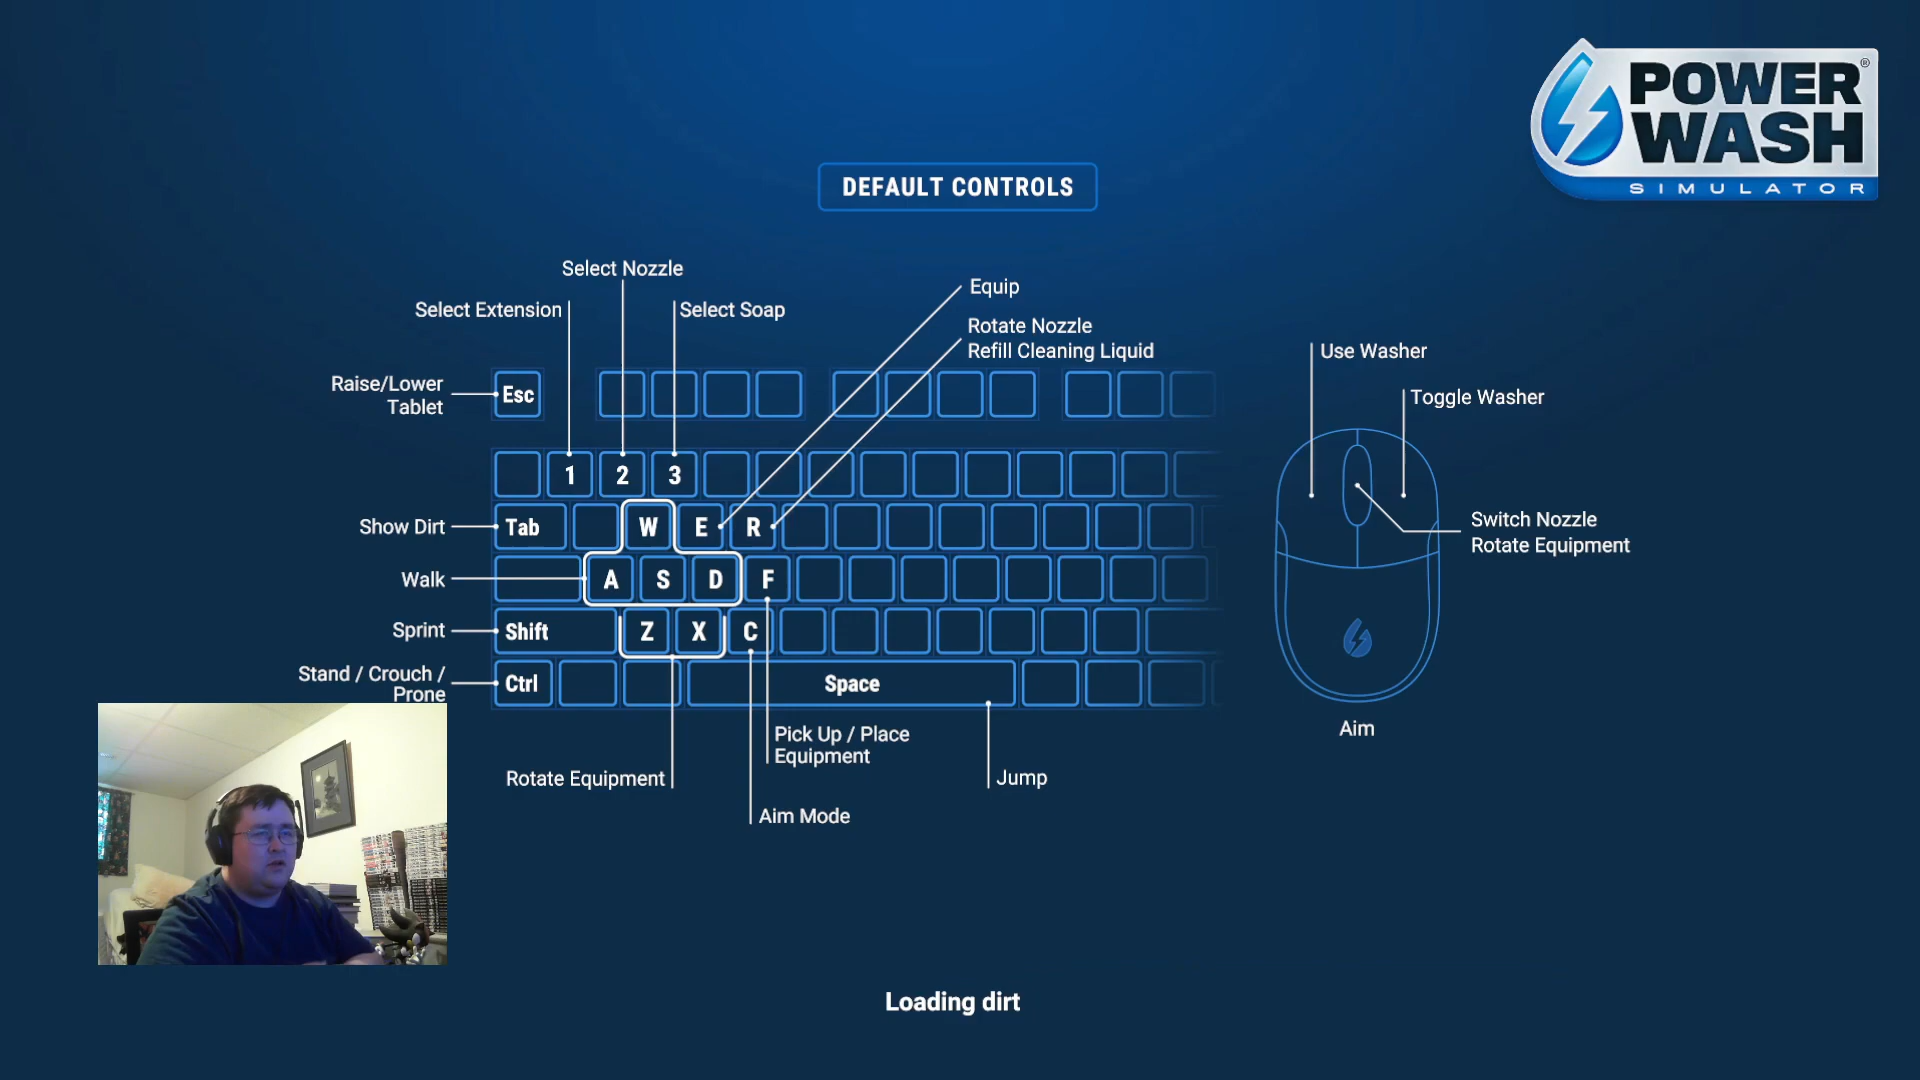 POWER®
WASH
SIMULATOR
DEFAULT CONTROLS
Select Nozzle
Select Extension
Select Soap
Equip
Rotate Nozzle
Refill Cleaning Liquid
Use Washer
Toggle Washer
Raise/Lower
Tablet
Esc
1 2 3
Show Dirt
Tab W E R
Switch Nozzle
Rotate Equipment
Walk
A S D F
Sprint
Shift Z X C
Stand / Crouch /
Prone
Ctrl Space
Aim
Pick Up / Place
Equipment
Rotate Equipment
Jump
Aim Mode
Loading dirt